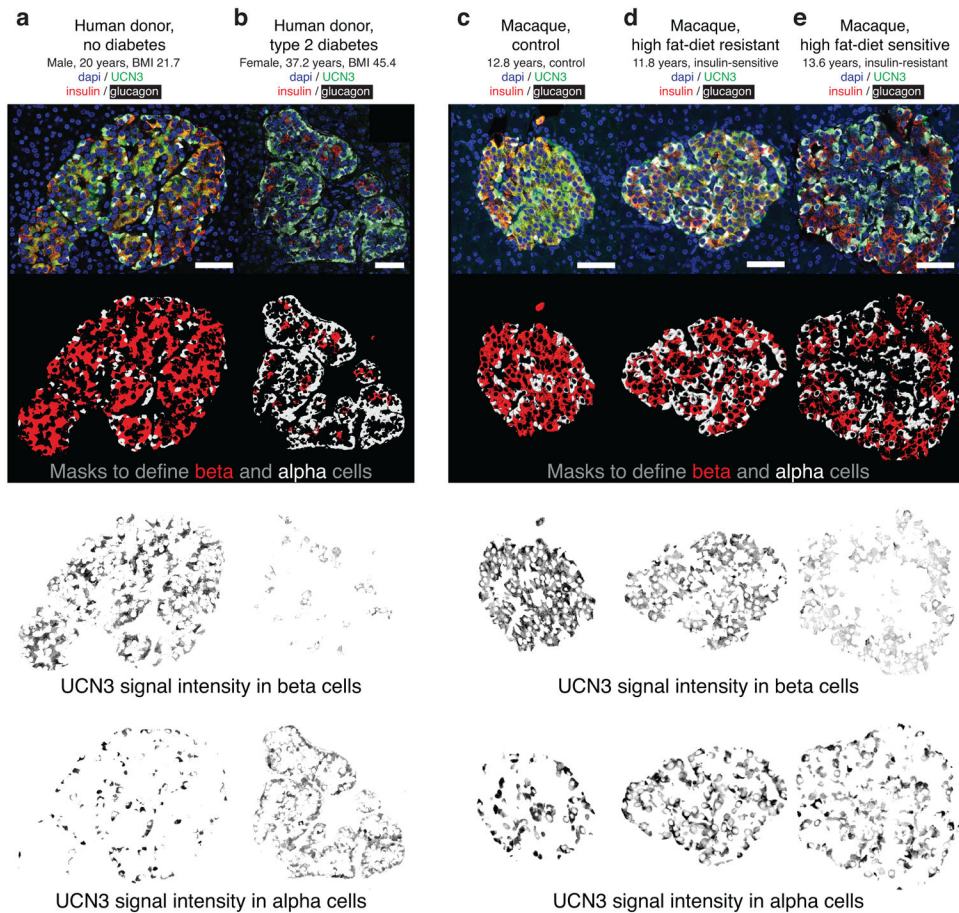 a
Human donor,
no diabetes
Male, 20 years, BMI 21.7
dapi / UCN3
insulin / glucagon
b
Human donor,
type 2 diabetes
Female, 37.2 years, BMI 45.4
dapi / UCN3
insulin / glucagon
c
Macaque,
control
12.8 years, control
dapi / UCN3
insulin / glucagon
d
Macaque,
high fat-diet resistant
11.8 years, insulin-sensitive
dapi / UCN3
insulin / glucagon
e
Macaque,
high fat-diet sensitive
13.6 years, insulin-resistant
dapi / UCN3
insulin / glucagon
Masks to define beta and alpha cells
Masks to define beta and alpha cells
UCN3 signal intensity in beta cells
UCN3 signal intensity in beta cells
UCN3 signal intensity in alpha cells
UCN3 signal intensity in alpha cells